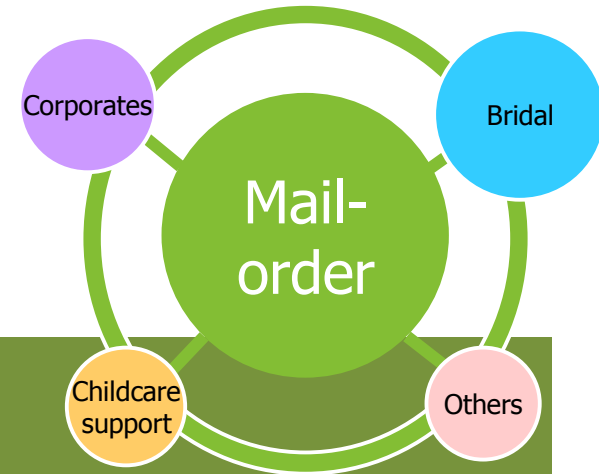 Corporates
Bridal
Mail-
order
Childcare
support
Others